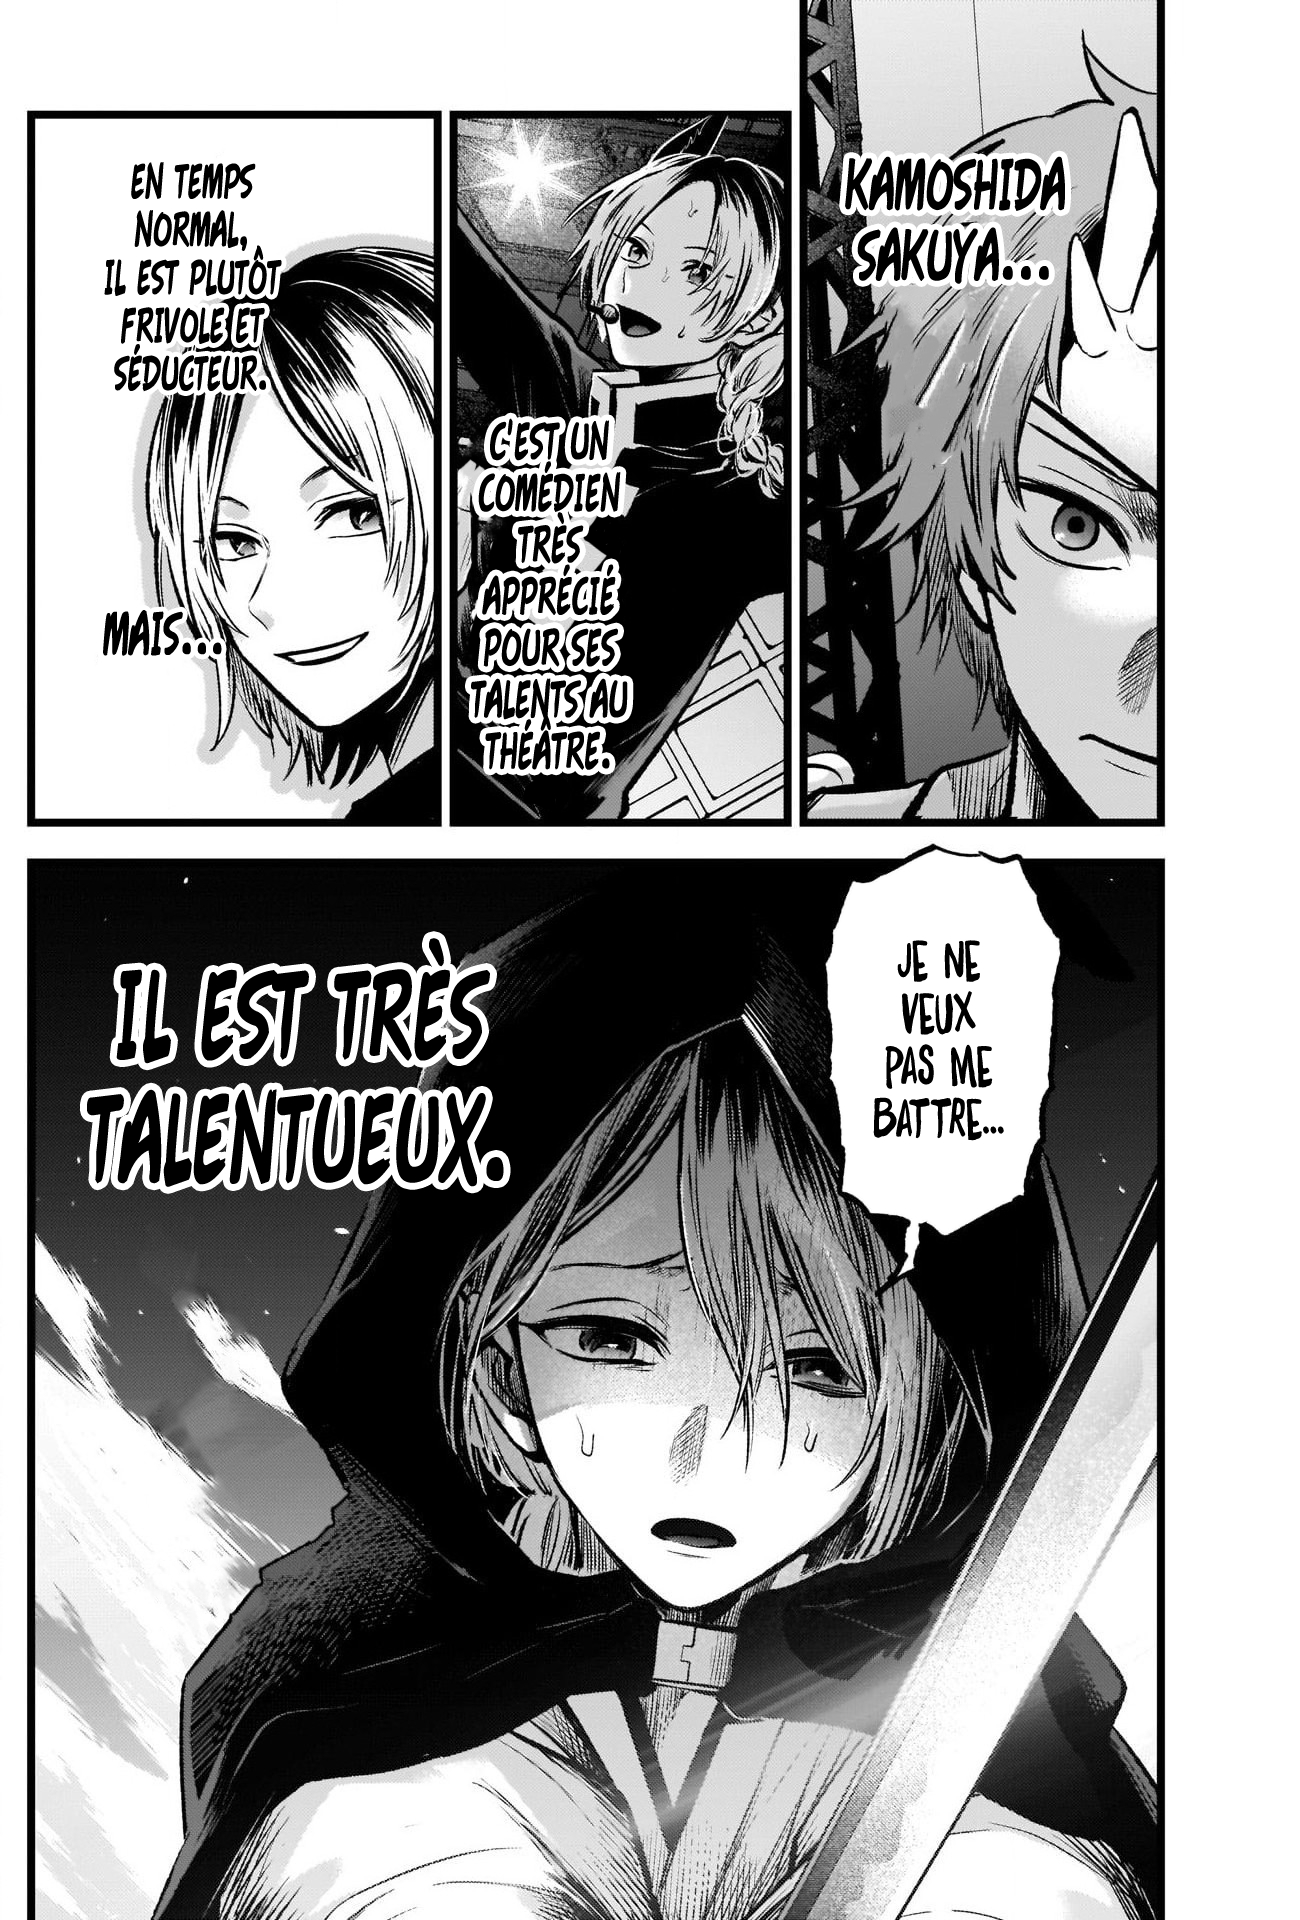 KAMOSHIDA
SAKUYA...
C'EST UN
COMÉDIEN
TRÈS
APPRÉCIÉ
POUR SES
TALENTS AU
THÉÂTRE.
EN TEMPS
NORMAL,
IL EST PLUTÔT
FRIVOLE ET
SÉDUCTEUR.
MAIS...
JE NE
VEUX
PAS ME
BATTRE...
IL EST TRÈS
TALENTUEUX.